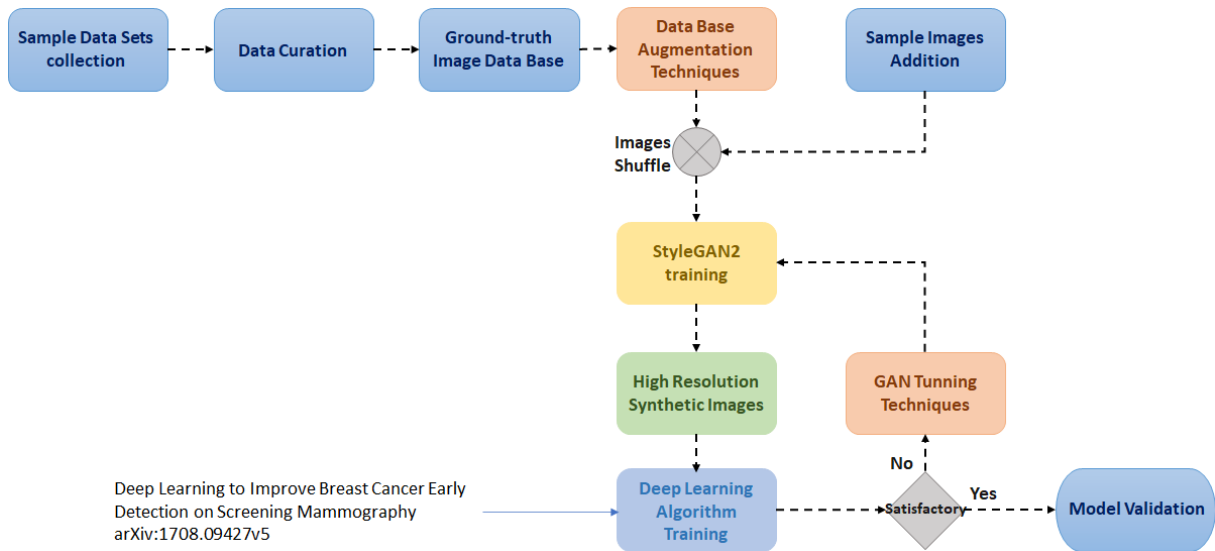 Sample Data Sets
collection
Data Curation
Ground-truth
Image Data Base
Data Base
Augmentation
Techniques
Sample Images
Addition
Images
Shuffle
StyleGAN2
training
High Resolution
Synthetic Images
GAN Tunning
Techniques
No
Deep Learning to Improve Breast Cancer Early
Detection on Screening Mammography
arXiv:1708.09427v5
Deep Learning
Algorithm
Training
Satisfactory
Yes
Model Validation